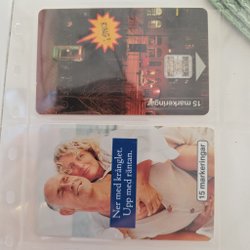 15 markeringar
Ner med krånglet.
Upp med räntan.
15 markeringar